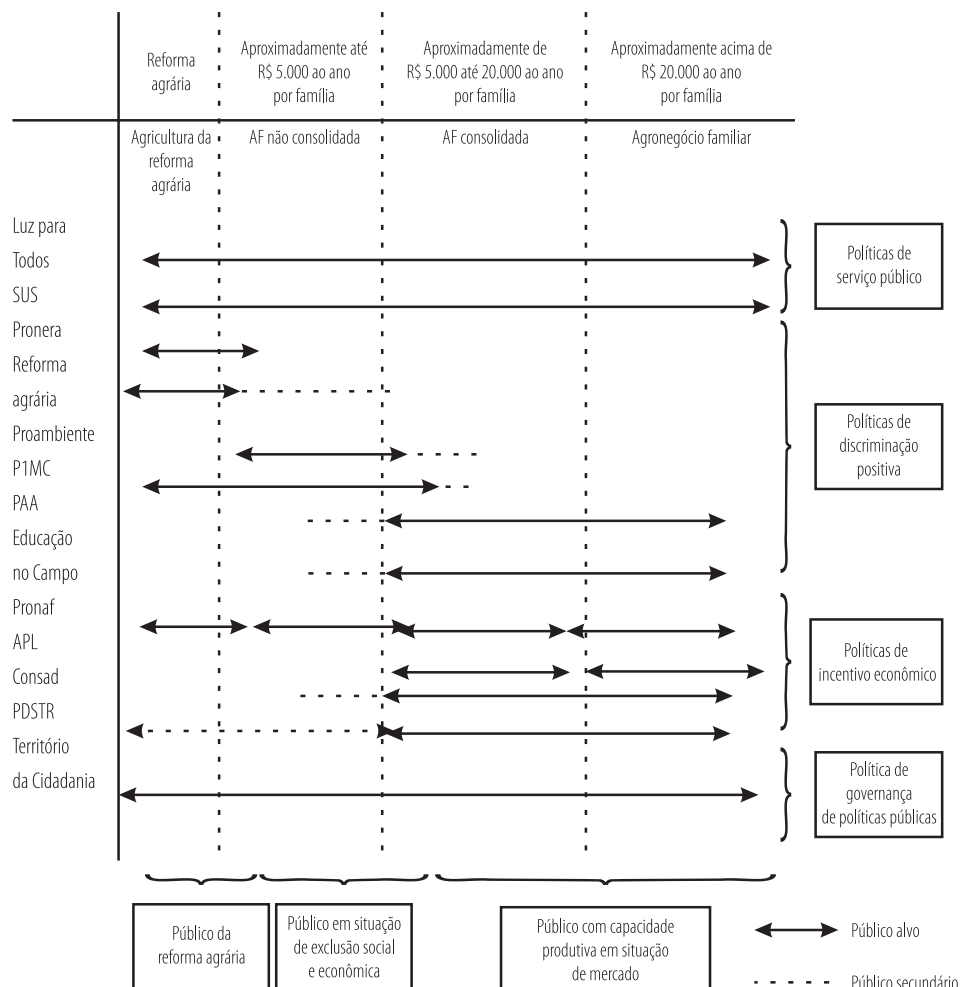 Reforma
agrária
Aproximadamente até
R$ 5.000 ao ano
por família
Aproximadamente de
R$ 5.000 até 20.000 ao ano
por família
Aproximadamente acima de
R$ 20.000 ao ano
por família
Agricultura da
reforma
agrária
AF não consolidada
AF consolidada
Agronegócio familiar
Luz para
Todos
SUS
Pronera
Reforma
agrária
Proambiente
P1MC
PAA
Educação
no Campo
Pronaf
APL
Consad
PDSTR
Território
da Cidadania
Políticas de
serviço público
Políticas de
discriminação
positiva
Políticas de
incentivo econômico
Política de
governança
de políticas públicas
Público da
reforma agrária
Público em situação
de exclusão social
e econômica
Público com capacidade
produtiva em situação
de mercado
Público alvo
Público secundário